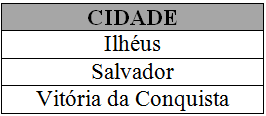 CIDADE
Ilhéus
Salvador
Vitória da Conquista